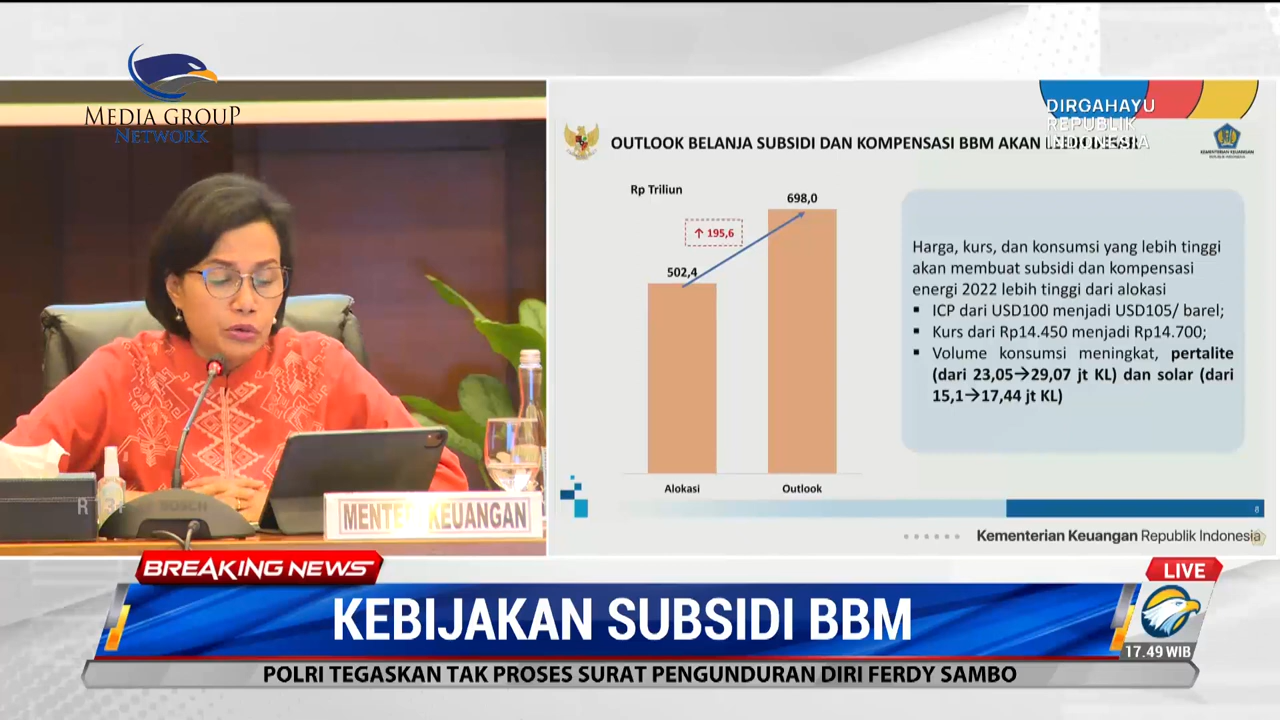 MEDIA GROUP
NETWORK
DIRGAHAYU
REPUBLIK
INDONESIA
OUTLOOK BELANJA SUBSIDI DAN KOMPENSASI BBM AKAN
KEMENTERIAN KEUANGAN
REPUBLIK INDONESIA
Rp Triliun
698,0
↑ 195,6
502,4
Alokasi
Outlook
Harga, kurs, dan konsumsi yang lebih tinggi
akan membuat subsidi dan kompensasi
energi 2022 lebih tinggi dari alokasi
▪ ICP dari USD100 menjadi USD105/ barel;
▪ Kurs dari Rp14.450 menjadi Rp14.700;
▪ Volume konsumsi meningkat, pertalite
(dari 23,05→29,07 jt KL) dan solar (dari
15,1→17,44 jt KL)
8
Kementerian Keuangan Republik Indonesia
BOSCH
KEUANGAN
BREAKING NEWS
LIVE
KEBIJAKAN SUBSIDI BBM
17.49 WIB
POLRI TEGASKAN TAK PROSES SURAT PENGUNDURAN DIRI FERDY SAMBO